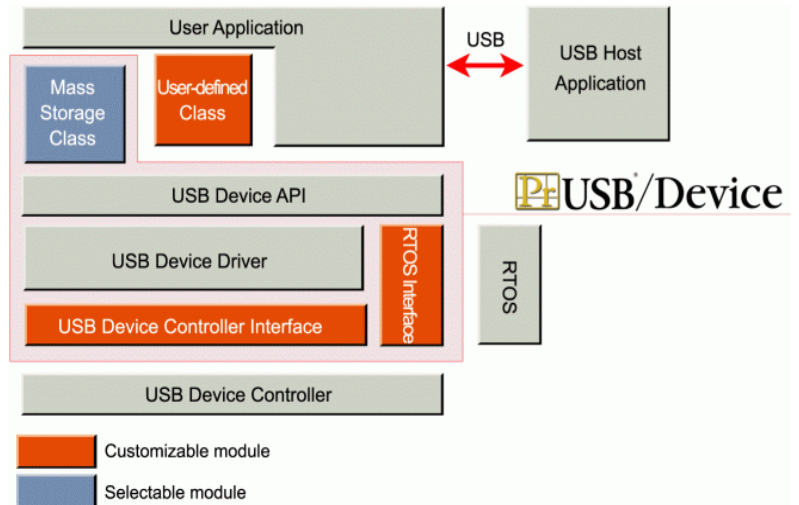 User Application
USB
USB Host
Application
Mass
Storage
Class
User-defined
Class
USB Device API
Pr USB/Device
USB Device Driver
RTOS Interface
RTOS
USB Device Controller Interface
USB Device Controller
Customizable module
Selectable module